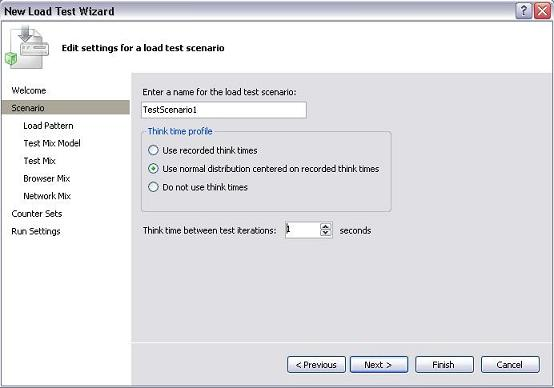 New Load Test Wizard
Edit settings for a load test scenario
Welcome
Scenario
Load Pattern
Test Mix Model
Test Mix
Browser Mix
Network Mix
Counter Sets
Run Settings
Enter a name for the load test scenario:
TestScenario1
Think time profile
Use recorded think times
Use normal distribution centered on recorded think times
Do not use think times
Think time between test iterations: 1 seconds
< Previous Next > Finish Cancel